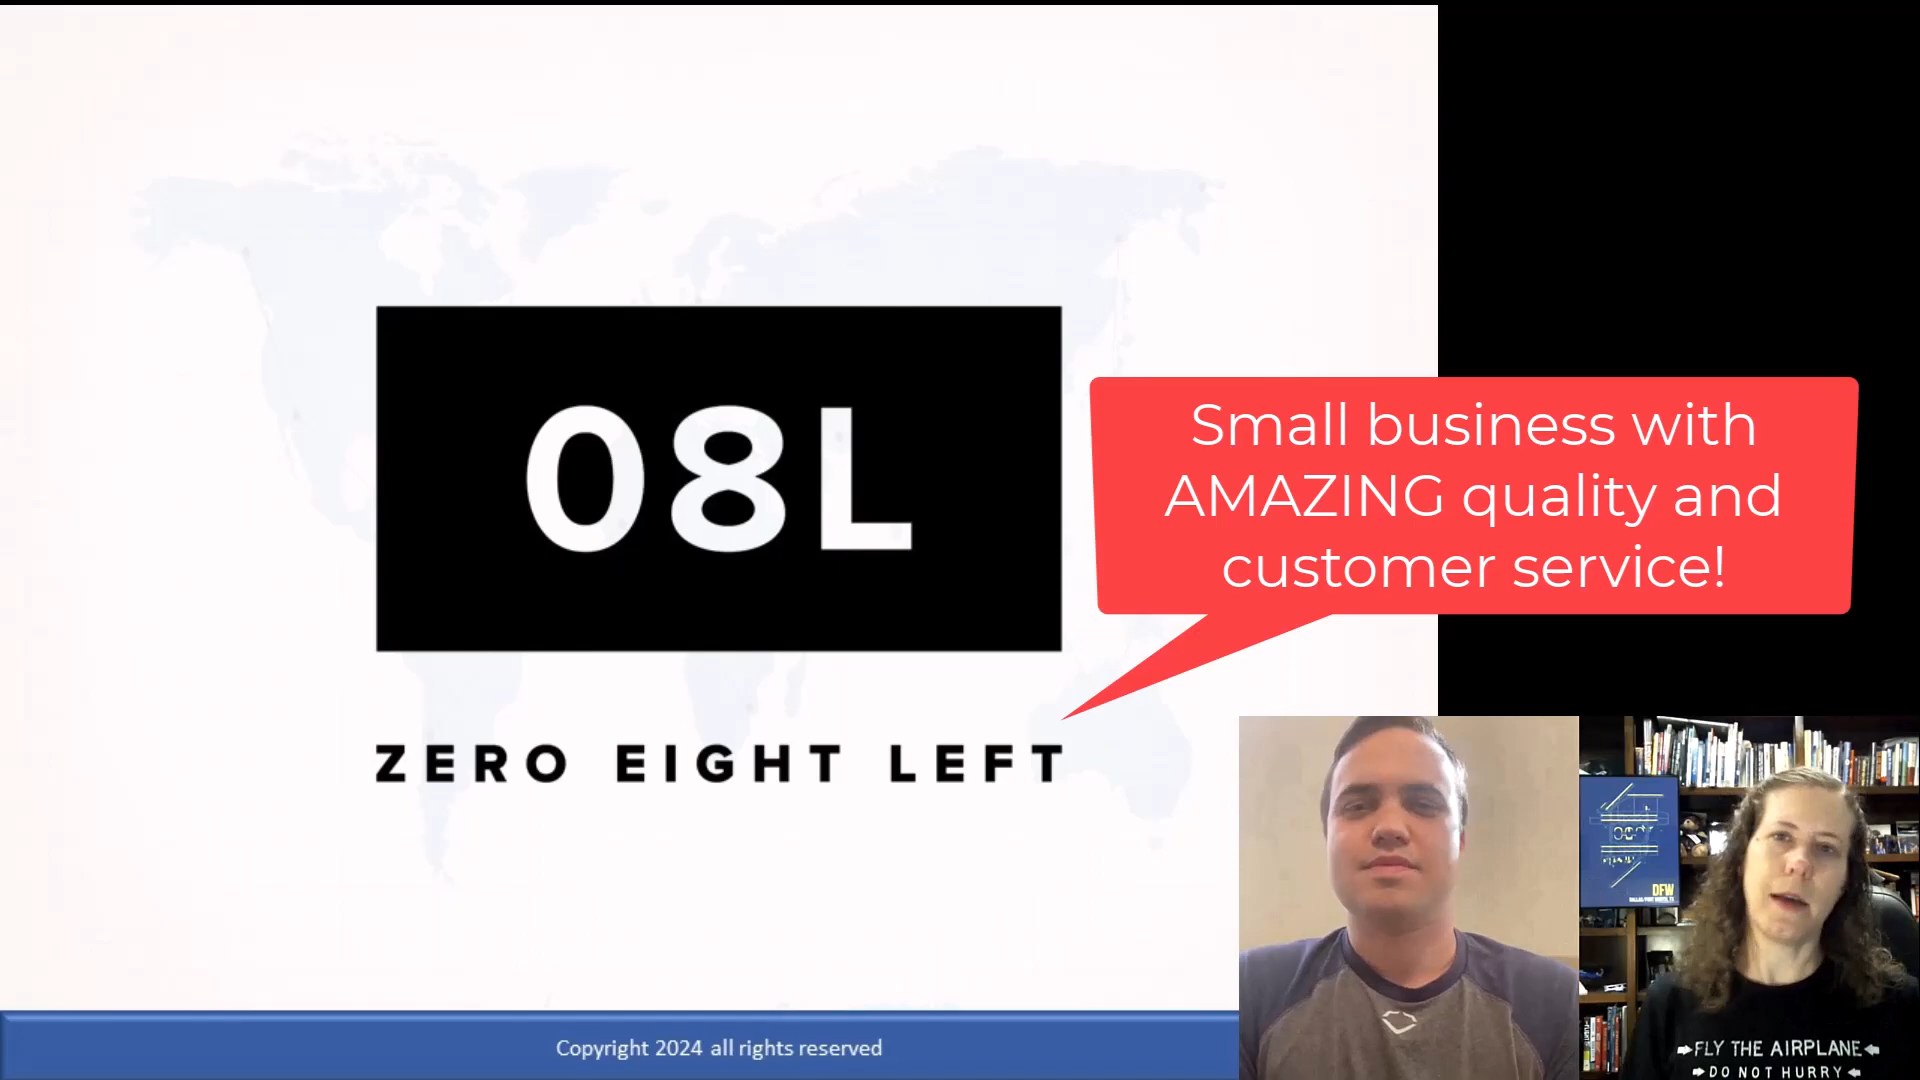 08L
ZERO EIGHT LEFT
Small business with
AMAZING quality and
customer service!
DFW
➡FLY THE AIRPLANE⬅
➡DO NOT HURRY⬅
Copyright 2024 all rights reserved